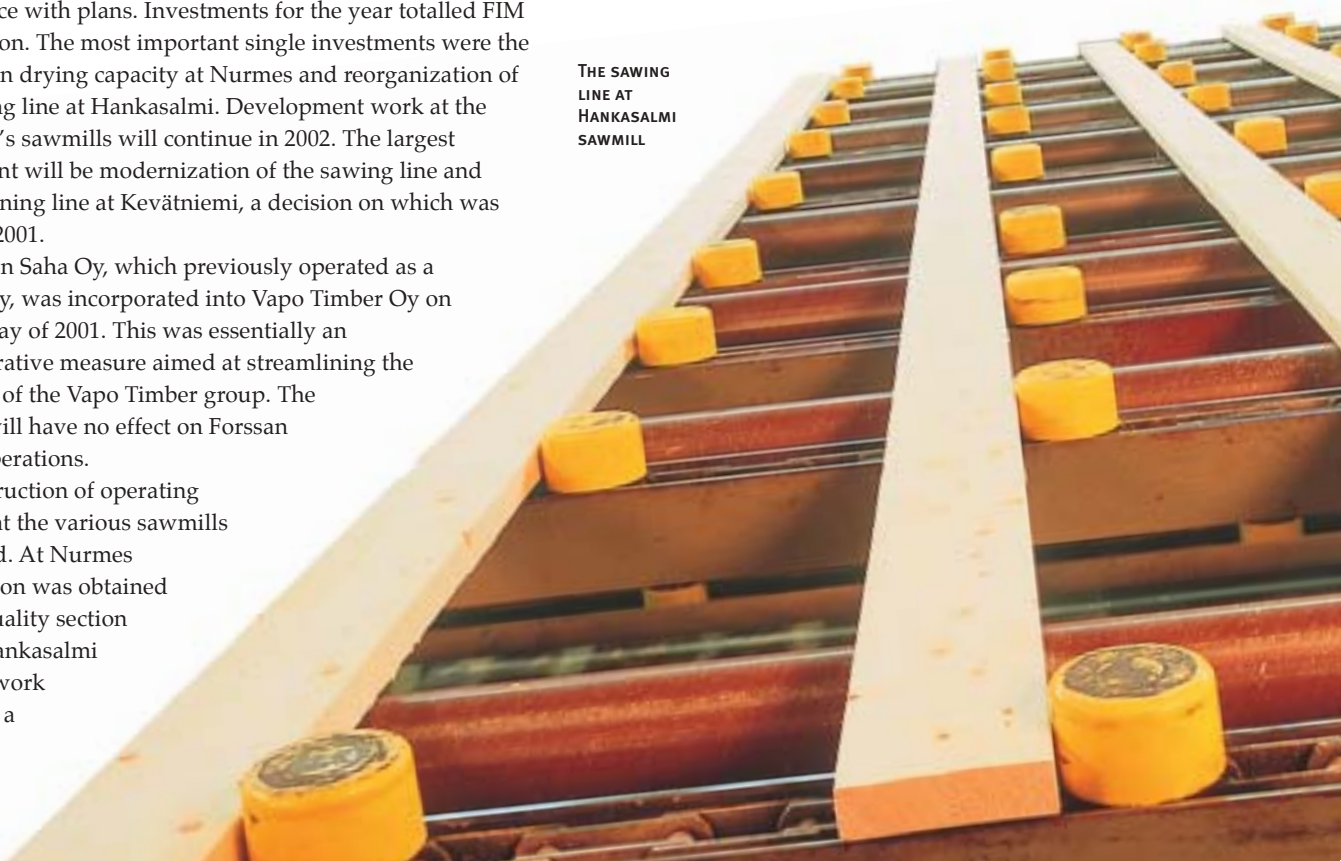 ce with plans. Investments for the year totalled FIM
on. The most important single investments were the
n drying capacity at Nurmes and reorganization of
g line at Hankasalmi. Development work at the
's sawmills will continue in 2002. The largest
nt will be modernization of the sawing line and
ning line at Kevätniemi, a decision on which was
2001.
n Saha Oy, which previously operated as a
y, was incorporated into Vapo Timber Oy on
ay of 2001. This was essentially an
rative measure aimed at streamlining the
of the Vapo Timber group. The
will have no effect on Forssan
perations.
ruction of operating
at the various sawmills
d. At Nurmes
on was obtained
uality section
ankasalmi
work
a
THE SAWING
LINE AT
HANKASALMI
SAWMILL